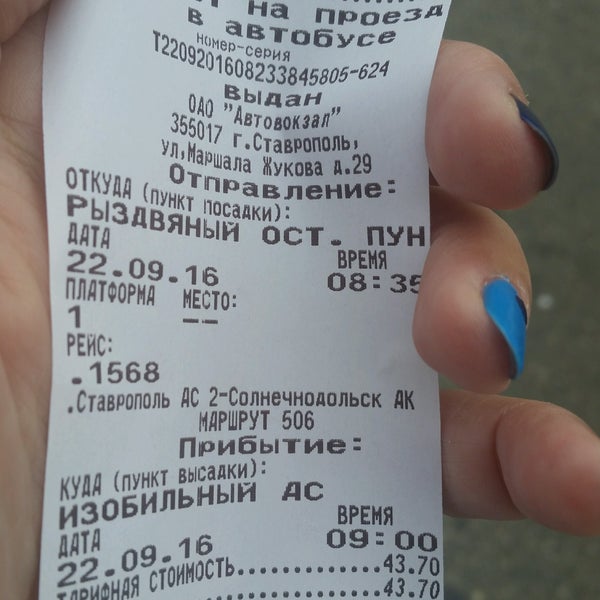 на проезд
в автобусе
номер-серия
Т2209201608233845805-624
выдан
ОАО "Автовокзал"
355017 г.Ставрополь,
ул,Маршала Жукова д.29
Отправление:
ОТКУДА (пункт посадки):
РЫЗДВЯНЫЙ ОСТ. ПУН
ДАТА ВРЕМЯ
22.09.16 08:35
ПЛАТФОРМА МЕСТО:
1 --
РЕЙС:
.1568
.Ставрополь АС 2-Солнечнодольск АК
МАРШРУТ 506
Прибытие:
КУДА (пункт высадки):
ИЗОБИЛЬНЫЙ АС
ДАТА ВРЕМЯ
22.09.16 09:00
ТАРИФНАЯ СТОИМОСТЬ............43.70
43.70